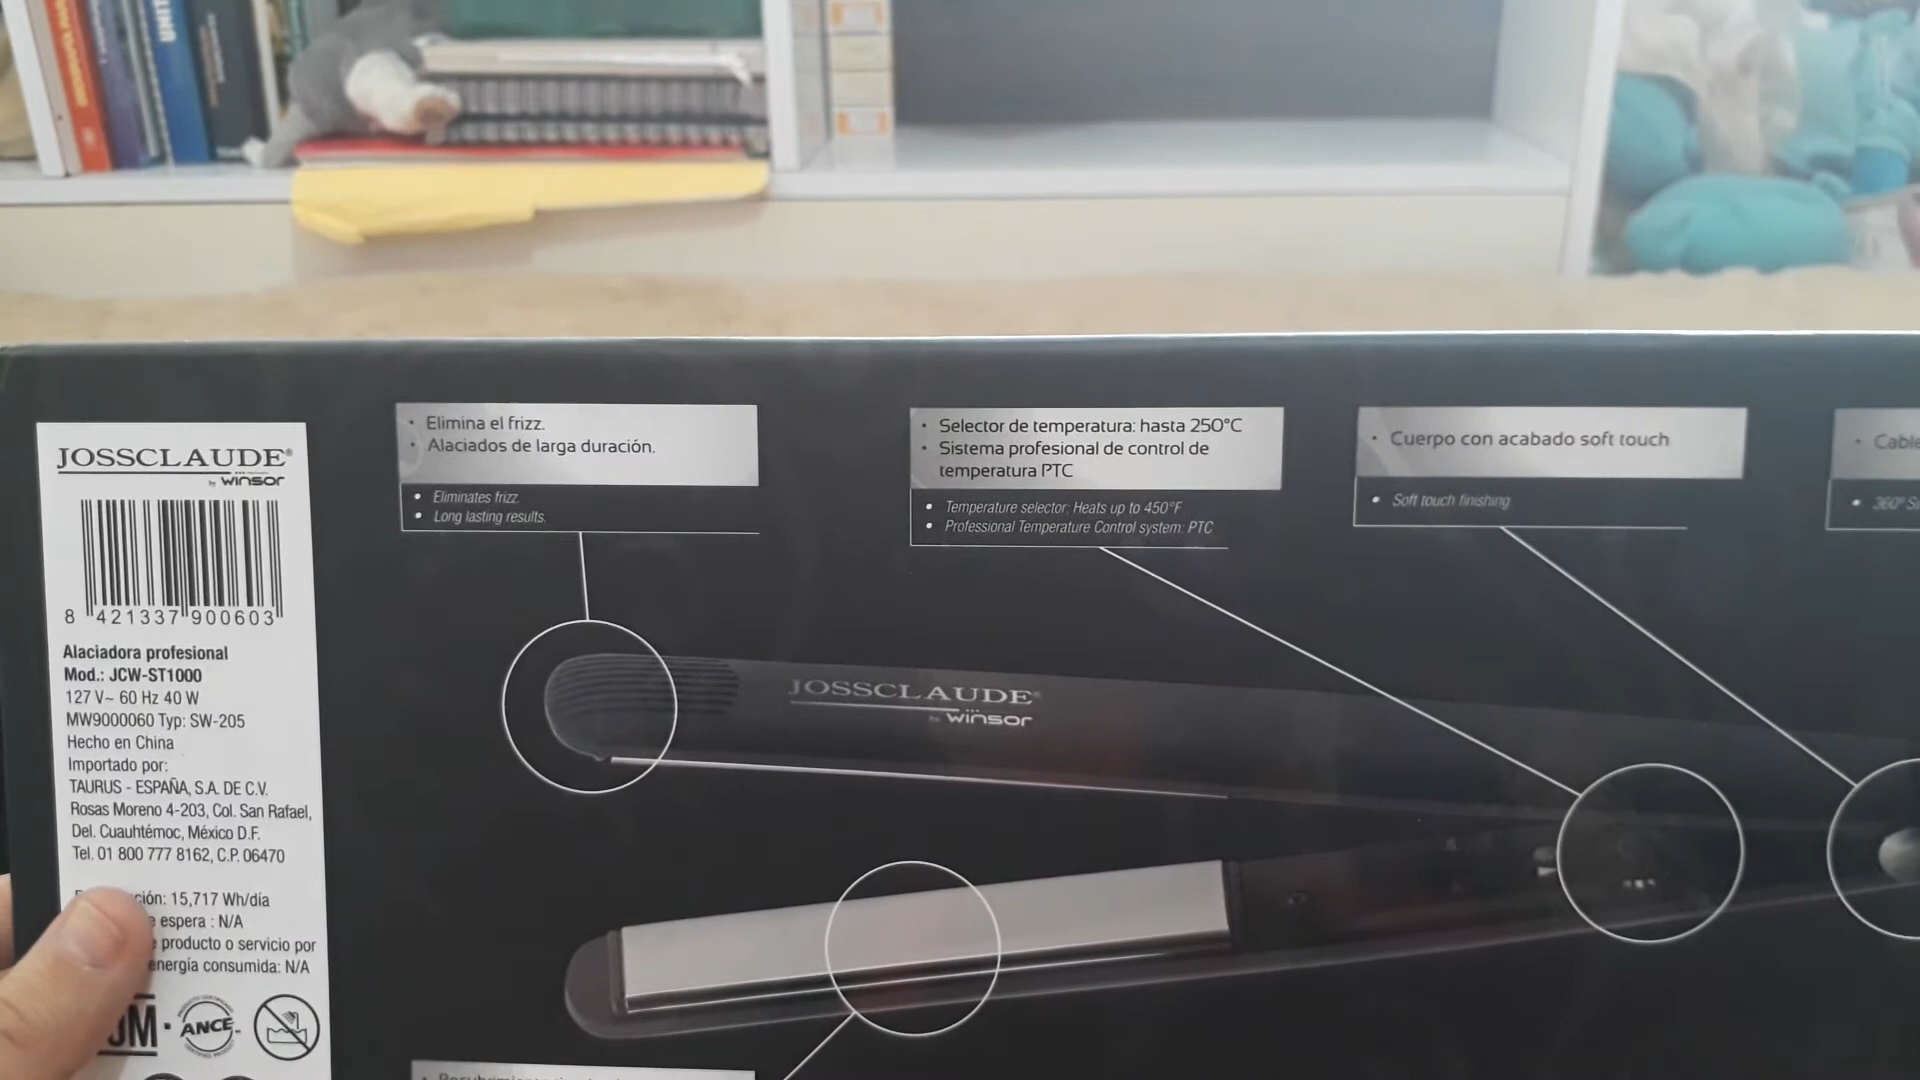 JOSSCLAUDE®
by winsor
8 421337 900603
Alaciadora profesional
Mod.: JCW-ST1000
127 V~ 60 Hz 40 W
MW9000060 Typ: SW-205
Hecho en China
Importado por:
TAURUS - ESPAÑA, S.A. DE C.V.
Rosas Moreno 4-203, Col. San Rafael,
Del. Cuauhtémoc, México D.F.
Tel. 01 800 777 8162, C.P. 06470
ción: 15,717 Wh/día
espera : N/A
producto o servicio por
energía consumida: N/A
OM
ANCE
• Elimina el frizz.
• Alaciados de larga duración.
• Eliminates frizz.
• Long lasting results.
• Selector de temperatura: hasta 250°C
• Sistema profesional de control de
temperatura PTC
• Temperature selector: Heats up to 450°F
• Professional Temperature Control system: PTC
• Cuerpo con acabado soft touch
• Soft touch finishing
• Cable
• 360°
JOSSCLAUDE®
by winsor